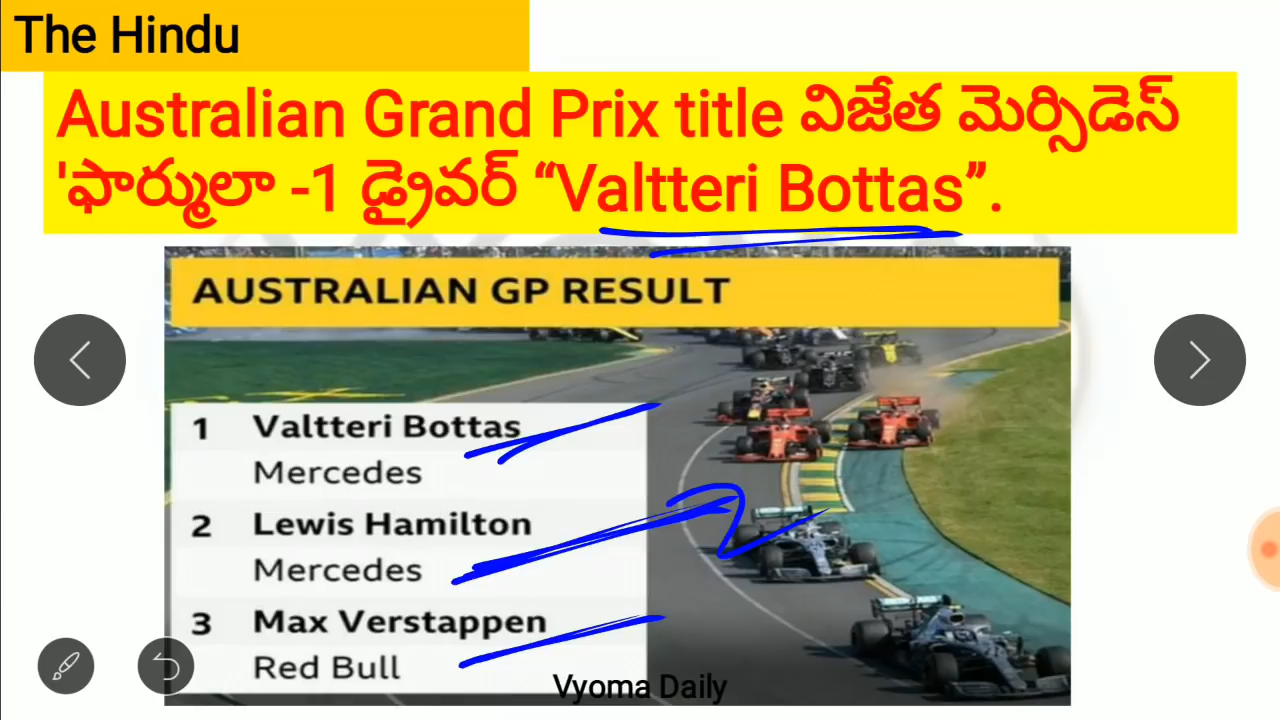 The Hindu
Australian Grand Prix title విజేత మెర్సిడెస్
'ఫార్ములా -1 డ్రైవర్ “Valtteri Bottas”.
AUSTRALIAN GP RESULT
1 Valtteri Bottas
Mercedes
2 Lewis Hamilton
Mercedes
2
3 Max Verstappen
Red Bull
Vyoma Daily